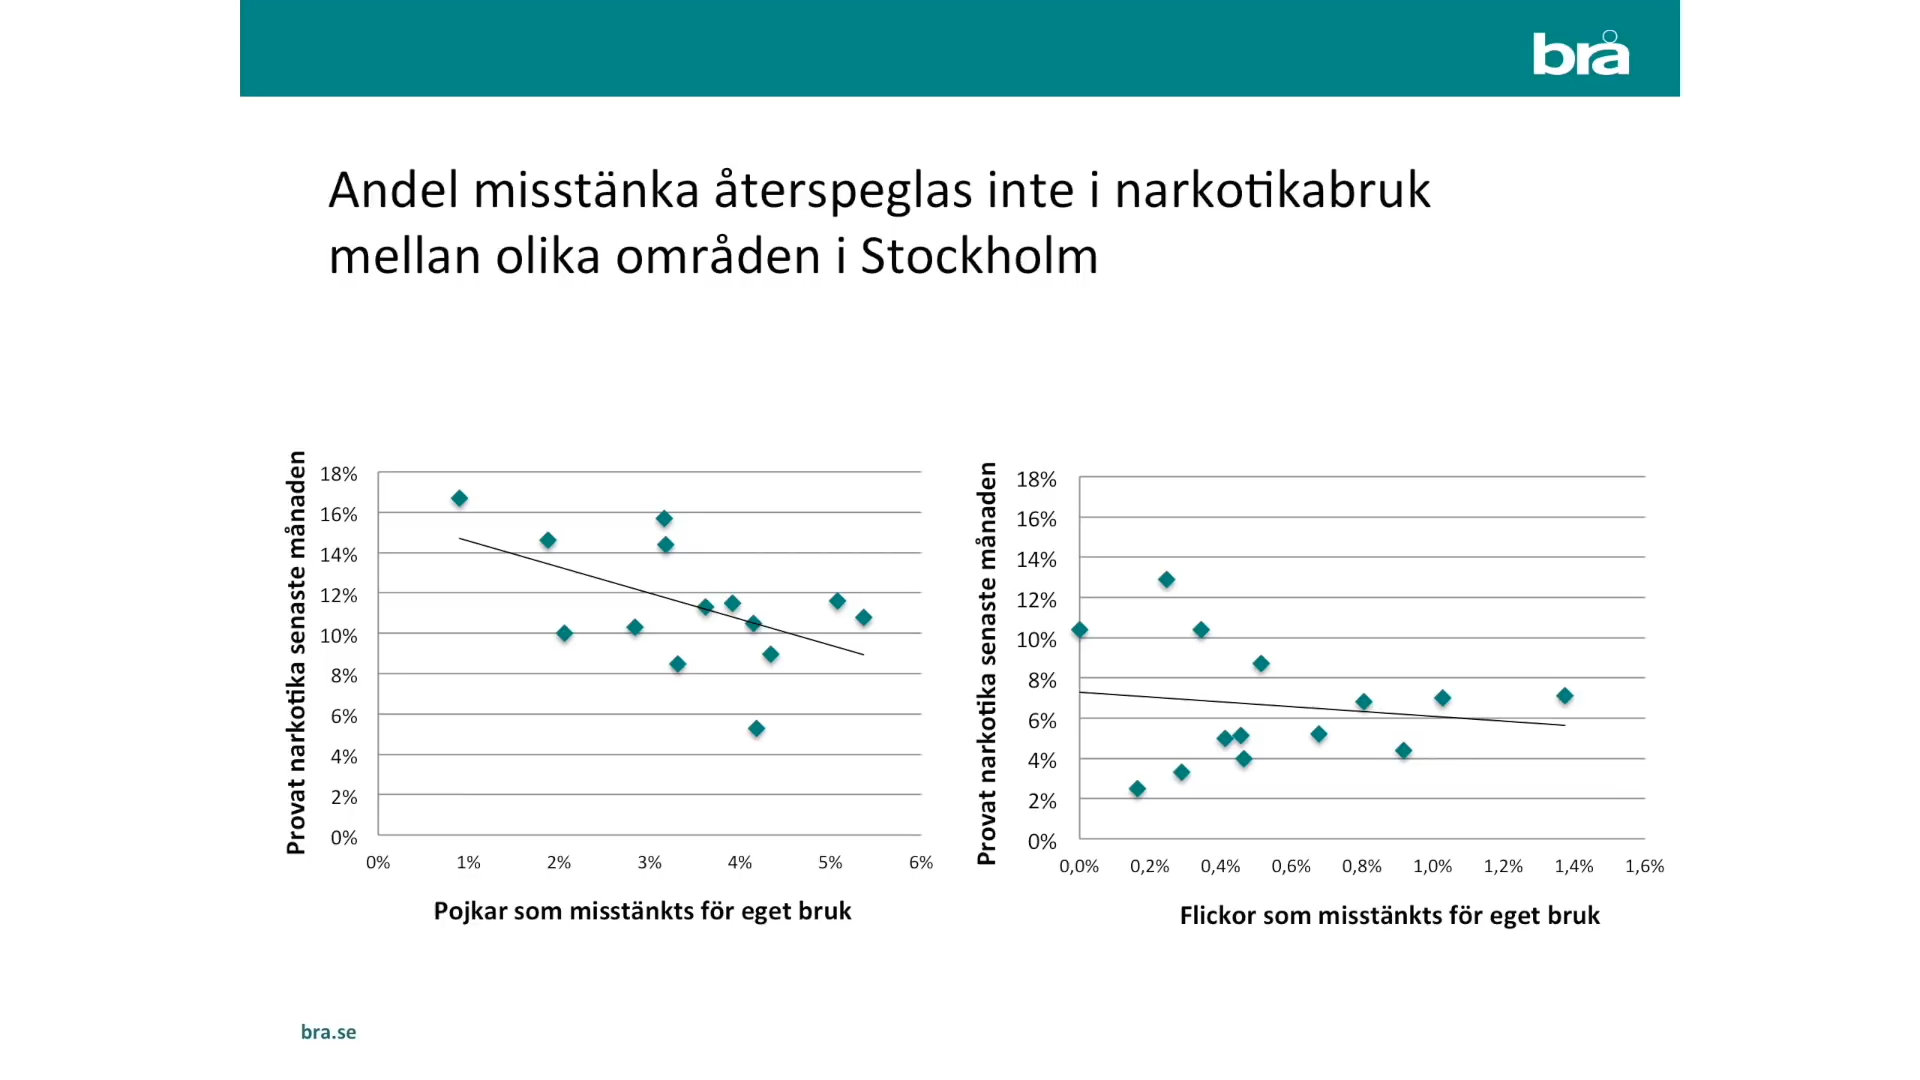 brå
Andel misstänka återspeglas inte i narkotikabruk
mellan olika områden i Stockholm
Provat narkotika senaste månaden
18%
16%
14%
12%
10%
8%
6%
4%
2%
0%
0% 1% 2% 3% 4% 5% 6%
Pojkar som misstänkts för eget bruk
Provat narkotika senaste månaden
18%
16%
14%
12%
10%
8%
6%
4%
2%
0%
0,0% 0,2% 0,4% 0,6% 0,8% 1,0% 1,2% 1,4% 1,6%
Flickor som misstänkts för eget bruk
bra.se